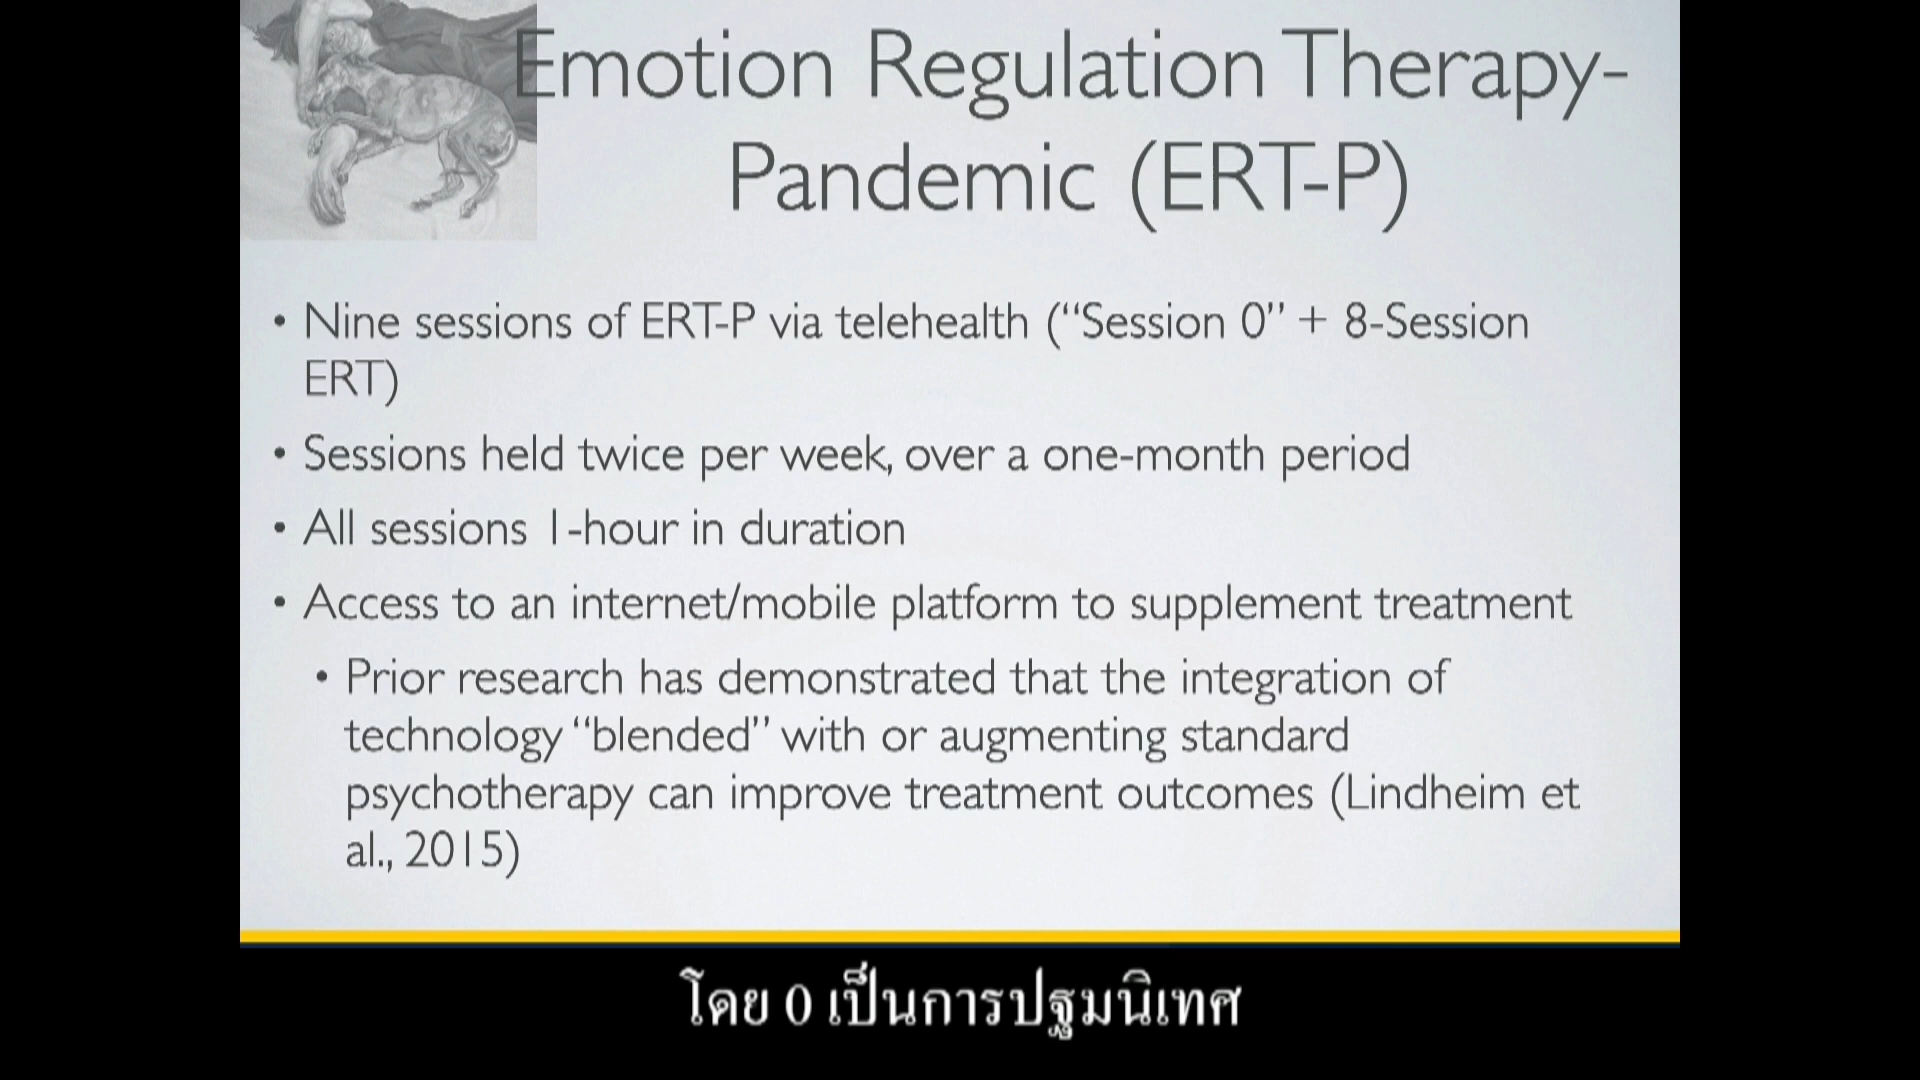 Emotion Regulation Therapy-
Pandemic (ERT-P)
• Nine sessions of ERT-P via telehealth (“Session 0” + 8-Session
ERT)
• Sessions held twice per week, over a one-month period
• All sessions 1-hour in duration
• Access to an internet/mobile platform to supplement treatment
• Prior research has demonstrated that the integration of
technology “blended” with or augmenting standard
psychotherapy can improve treatment outcomes (Lindheim et
al., 2015)
โดย 0 เป็นการปฐมนิเทศ